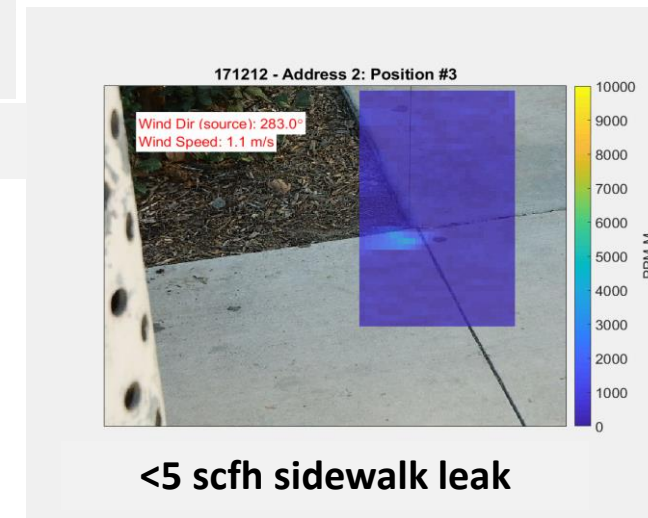 171212 - Address 2: Position #3
Wind Dir (source): 283.0°
Wind Speed: 1.1 m/s
10000
9000
8000
7000
6000
5000
4000
3000
2000
1000
0
PPM-M
<5 scfh sidewalk leak